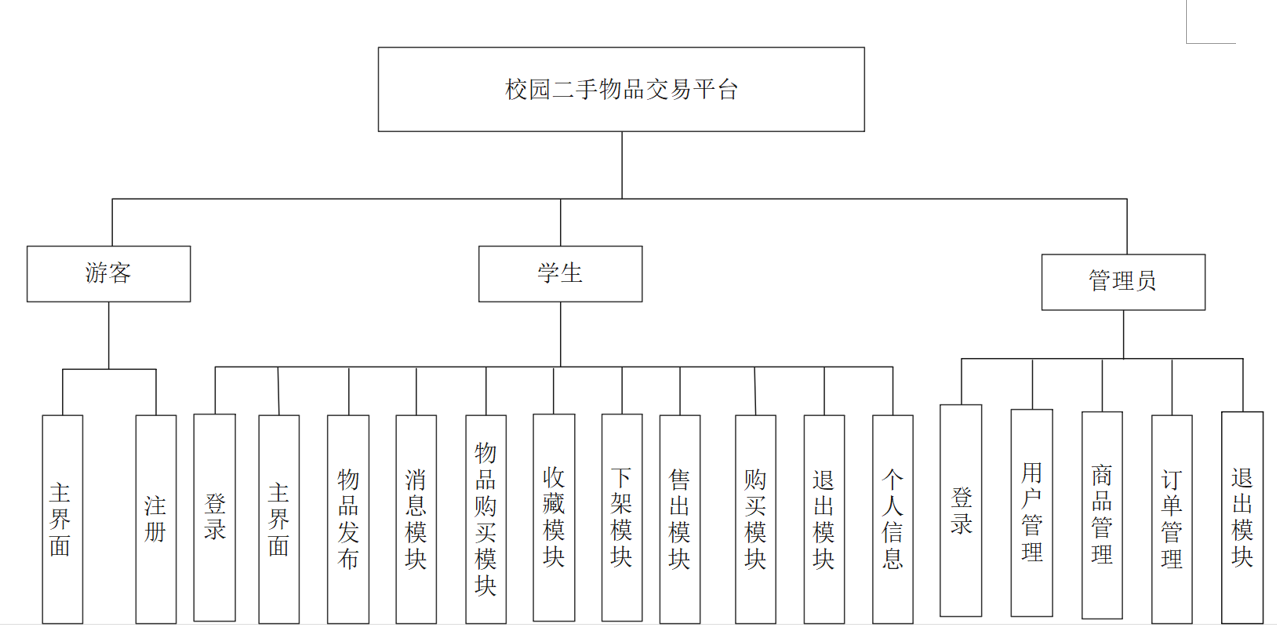 校园二手物品交易平台
游客
学生
管理员
主界面
注册
登录
主界面
物品发布
消息模块
物品购买模块
收藏模块
下架模块
售出模块
购买模块
退出模块
个人信息
登录
用户管理
商品管理
订单管理
退出模块